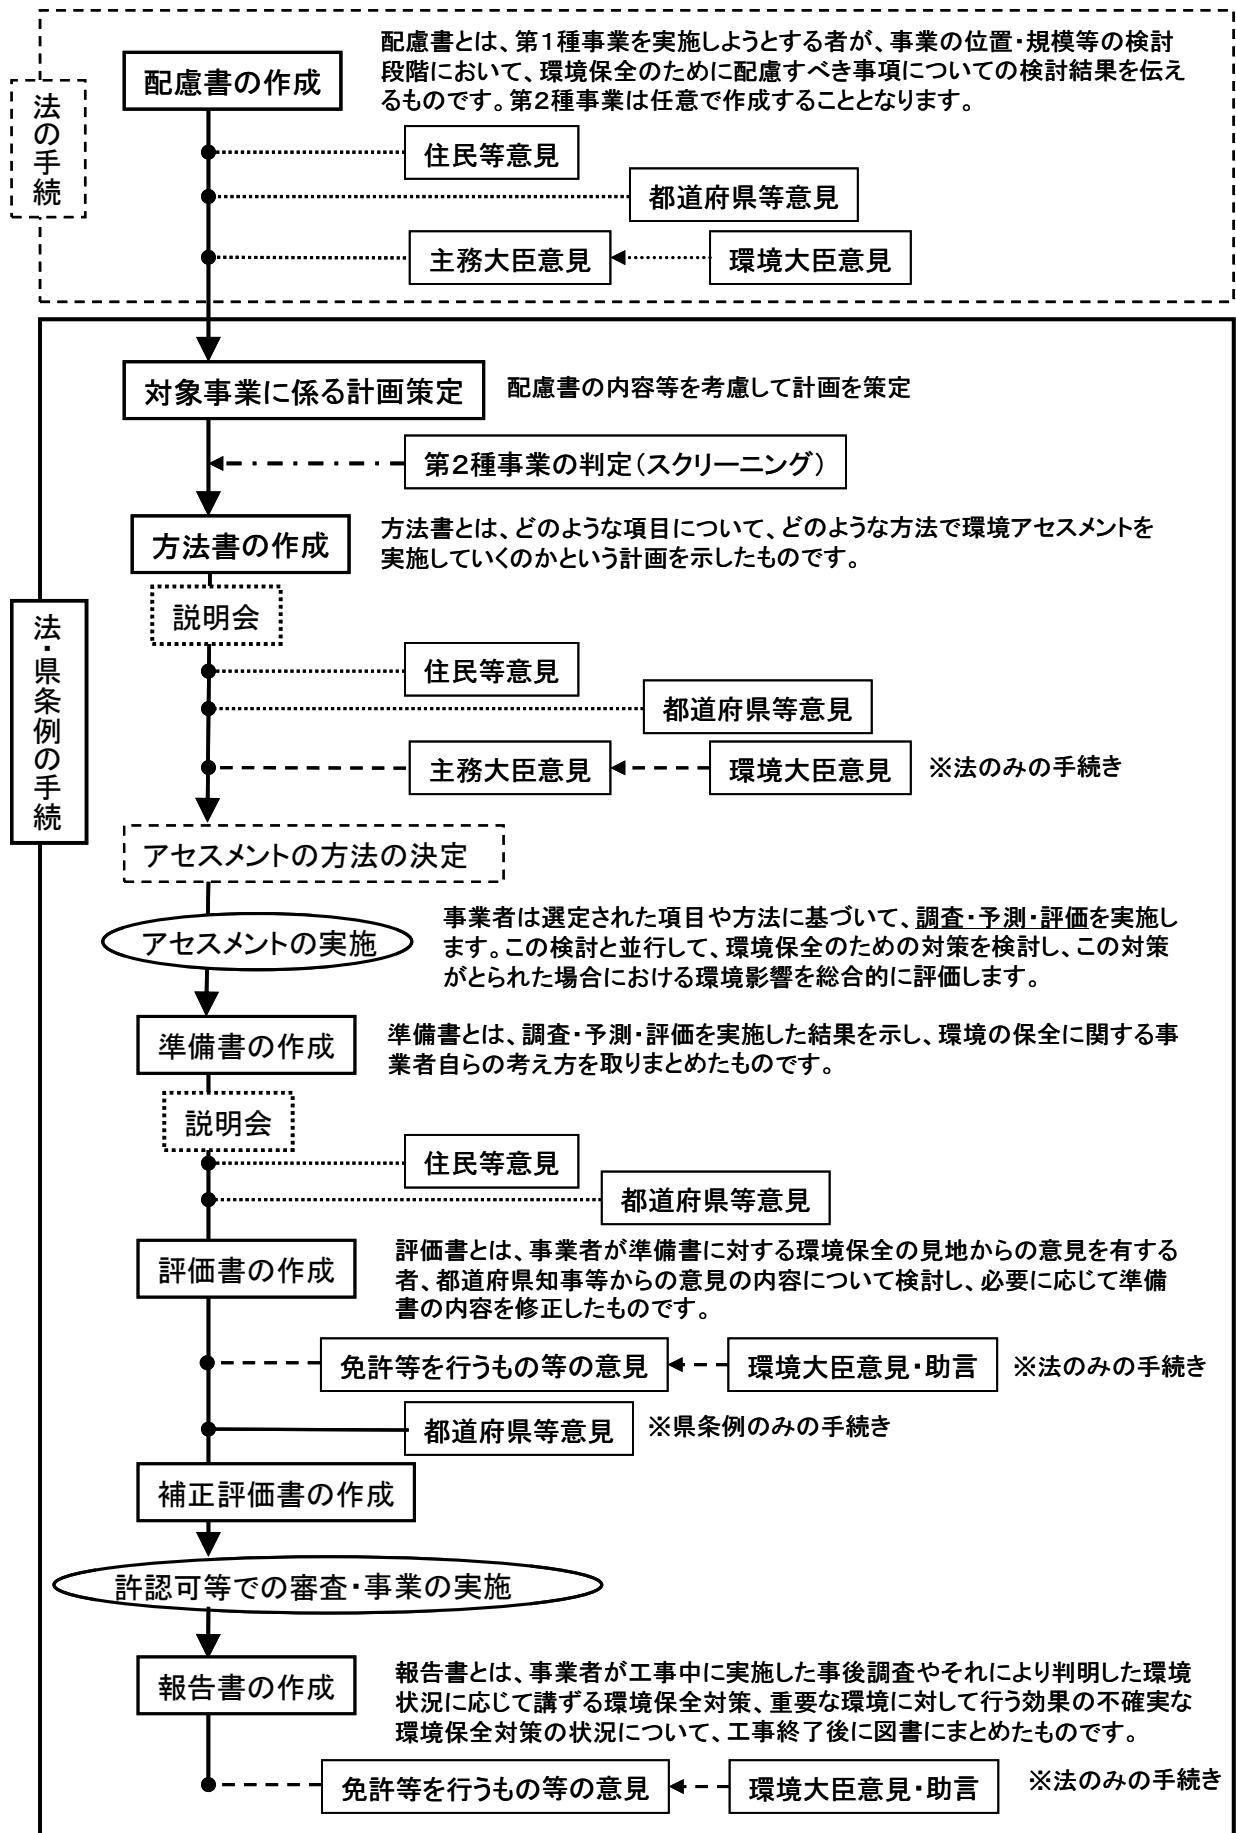 法の手続
配慮書の作成
配慮書とは、第１種事業を実施しようとする者が、事業の位置・規模等の検討
段階において、環境保全のために配慮すべき事項についての検討結果を伝え
るものです。第２種事業は任意で作成することとなります。
住民等意見
都道府県等意見
主務大臣意見
環境大臣意見
法・県条例の手続
対象事業に係る計画策定
配慮書の内容等を考慮して計画を策定
第２種事業の判定（スクリーニング）
方法書の作成
方法書とは、どのような項目について、どのような方法で環境アセスメントを
実施していくのかという計画を示したものです。
説明会
住民等意見
都道府県等意見
主務大臣意見
環境大臣意見
※法のみの手続き
アセスメントの方法の決定
アセスメントの実施
事業者は選定された項目や方法に基づいて、調査・予測・評価を実施し
ます。この検討と並行して、環境保全のための対策を検討し、この対策
がとられた場合における環境影響を総合的に評価します。
準備書の作成
準備書とは、調査・予測・評価を実施した結果を示し、環境の保全に関する事
業者自らの考え方を取りまとめたものです。
説明会
住民等意見
都道府県等意見
評価書の作成
評価書とは、事業者が準備書に対する環境保全の見地からの意見を有する
者、都道府県知事等からの意見の内容について検討し、必要に応じて準備
書の内容を修正したものです。
免許等を行うもの等の意見
環境大臣意見・助言
※法のみの手続き
都道府県等意見
※県条例のみの手続き
補正評価書の作成
許認可等での審査・事業の実施
報告書の作成
報告書とは、事業者が工事中に実施した事後調査やそれにより判明した環境
状況に応じて講ずる環境保全対策、重要な環境に対して行う効果の不確実な
環境保全対策の状況について、工事終了後に図書にまとめたものです。
免許等を行うもの等の意見
環境大臣意見・助言
※法のみの手続き